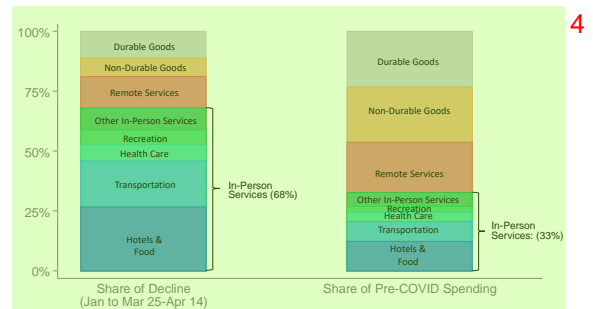 4
100%
75%
50%
25%
0%
Durable Goods
Non-Durable Goods
Remote Services
Other In-Person Services
Recreation
Health Care
Transportation
Hotels &
Food
In-Person
Services (68%)
Share of Decline
(Jan to Mar 25-Apr 14)
Durable Goods
Non-Durable Goods
Remote Services
Other In-Person Services
Recreation
Health Care
Transportation
Hotels &
Food
In-Person
Services: (33%)
Share of Pre-COVID Spending